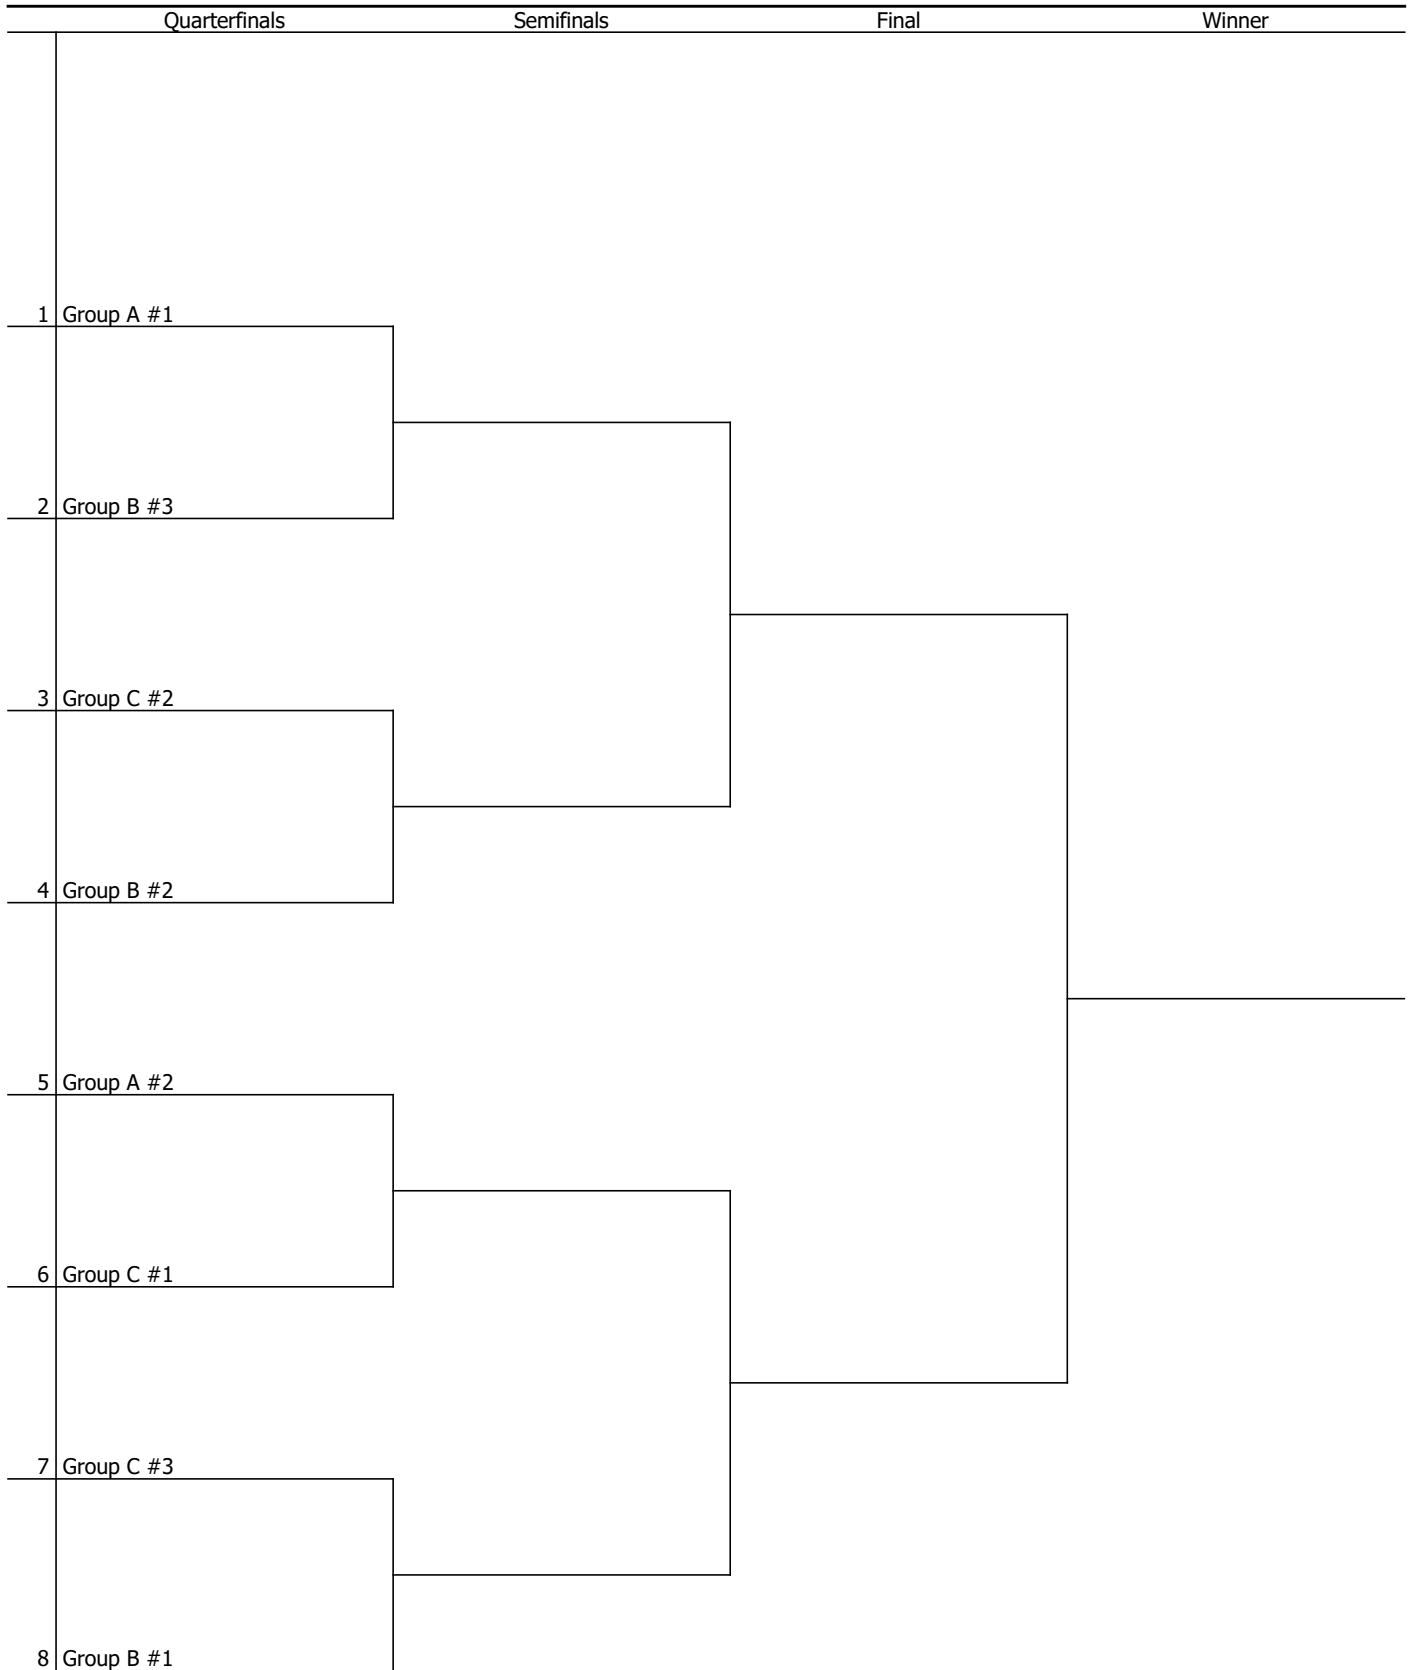 Quarterfinals Semifinals Final Winner
1 Group A #1
2 Group B #3
3 Group C #2
4 Group B #2
5 Group A #2
6 Group C #1
7 Group C #3
8 Group B #1